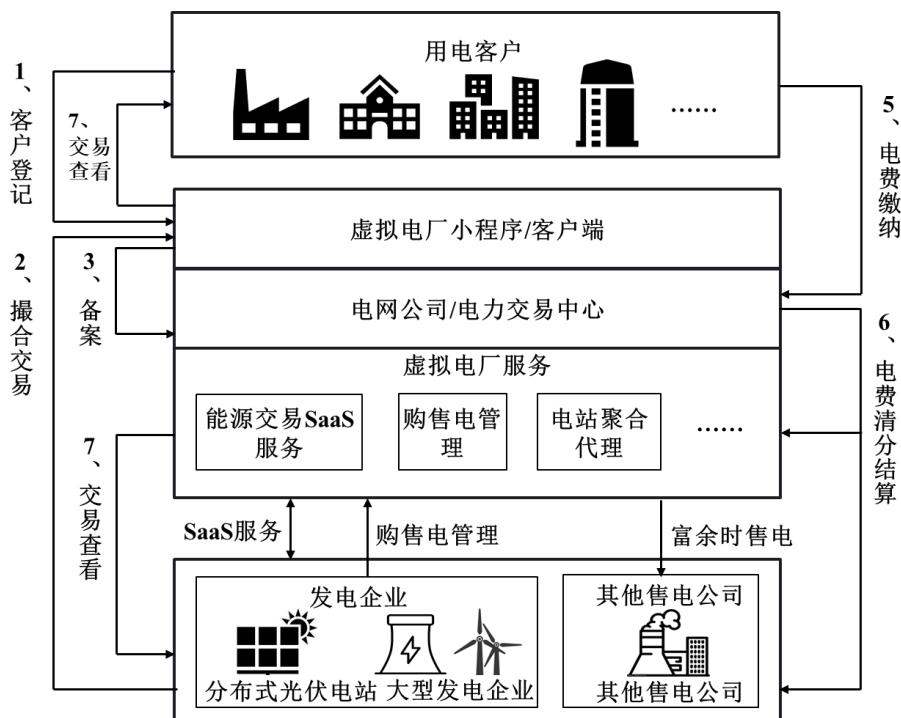 用电客户
……
1、客户登记
7、
交易
查看
5、电费缴纳
虚拟电厂小程序/客户端
2、撮合交易
3、备案
电网公司/电力交易中心
6、电费清分结算
虚拟电厂服务
能源交易SaaS
服务
购售电管
理
电站聚合
代理
……
7、交易查看
SaaS服务
购售电管理
富余时售电
发电企业
其他售电公司
分布式光伏电站
大型发电企业
其他售电公司